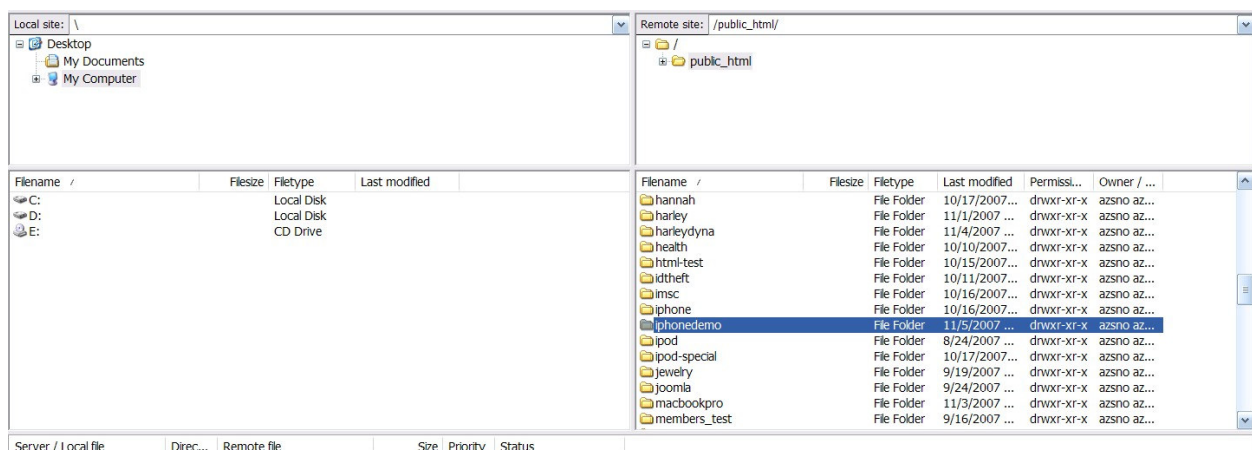 Local site: \
Desktop
My Documents
My Computer
Remote site: /public_html/
/
public_html
Filename / Filesize Filetype Last modified
C: Local Disk
D: Local Disk
E: CD Drive
Filename / Filesize Filetype Last modified Permissi... Owner / ...
hannah File Folder 10/17/2007... drwxr-xr-x azsno az...
harley File Folder 11/1/2007 ... drwxr-xr-x azsno az...
harleydyna File Folder 11/4/2007 ... drwxr-xr-x azsno az...
health File Folder 10/10/2007... drwxr-xr-x azsno az...
html-test File Folder 10/15/2007... drwxr-xr-x azsno az...
idtheft File Folder 10/11/2007... drwxr-xr-x azsno az...
imsc File Folder 10/16/2007... drwxr-xr-x azsno az...
iphone File Folder 10/16/2007... drwxr-xr-x azsno az...
iphonedemo File Folder 11/5/2007 ... drwxr-xr-x azsno az...
ipod File Folder 8/24/2007 ... drwxr-xr-x azsno az...
ipod-special File Folder 10/17/2007... drwxr-xr-x azsno az...
jewelry File Folder 9/19/2007 ... drwxr-xr-x azsno az...
joomla File Folder 9/24/2007 ... drwxr-xr-x azsno az...
macbookpro File Folder 11/3/2007 ... drwxr-xr-x azsno az...
members_test File Folder 9/16/2007 ... drwxr-xr-x azsno az...
Server / Local file Direc... Remote file Size Priority Status